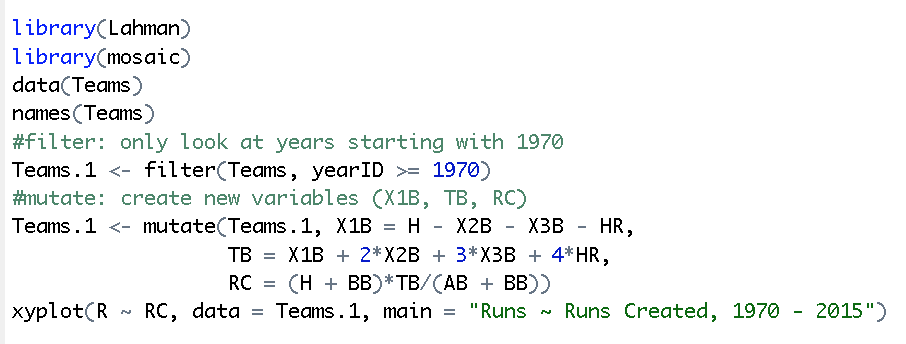 library(Lahman)
library(mosaic)
data(Teams)
names(Teams)
#filter: only look at years starting with 1970
Teams.1 <- filter(Teams, yearID >= 1970)
#mutate: create new variables (X1B, TB, RC)
Teams.1 <- mutate(Teams.1, X1B = H - X2B - X3B - HR,
                  TB = X1B + 2*X2B + 3*X3B + 4*HR,
                  RC = (H + BB)*TB/(AB + BB))
xyplot(R ~ RC, data = Teams.1, main = "Runs ~ Runs Created, 1970 - 2015")